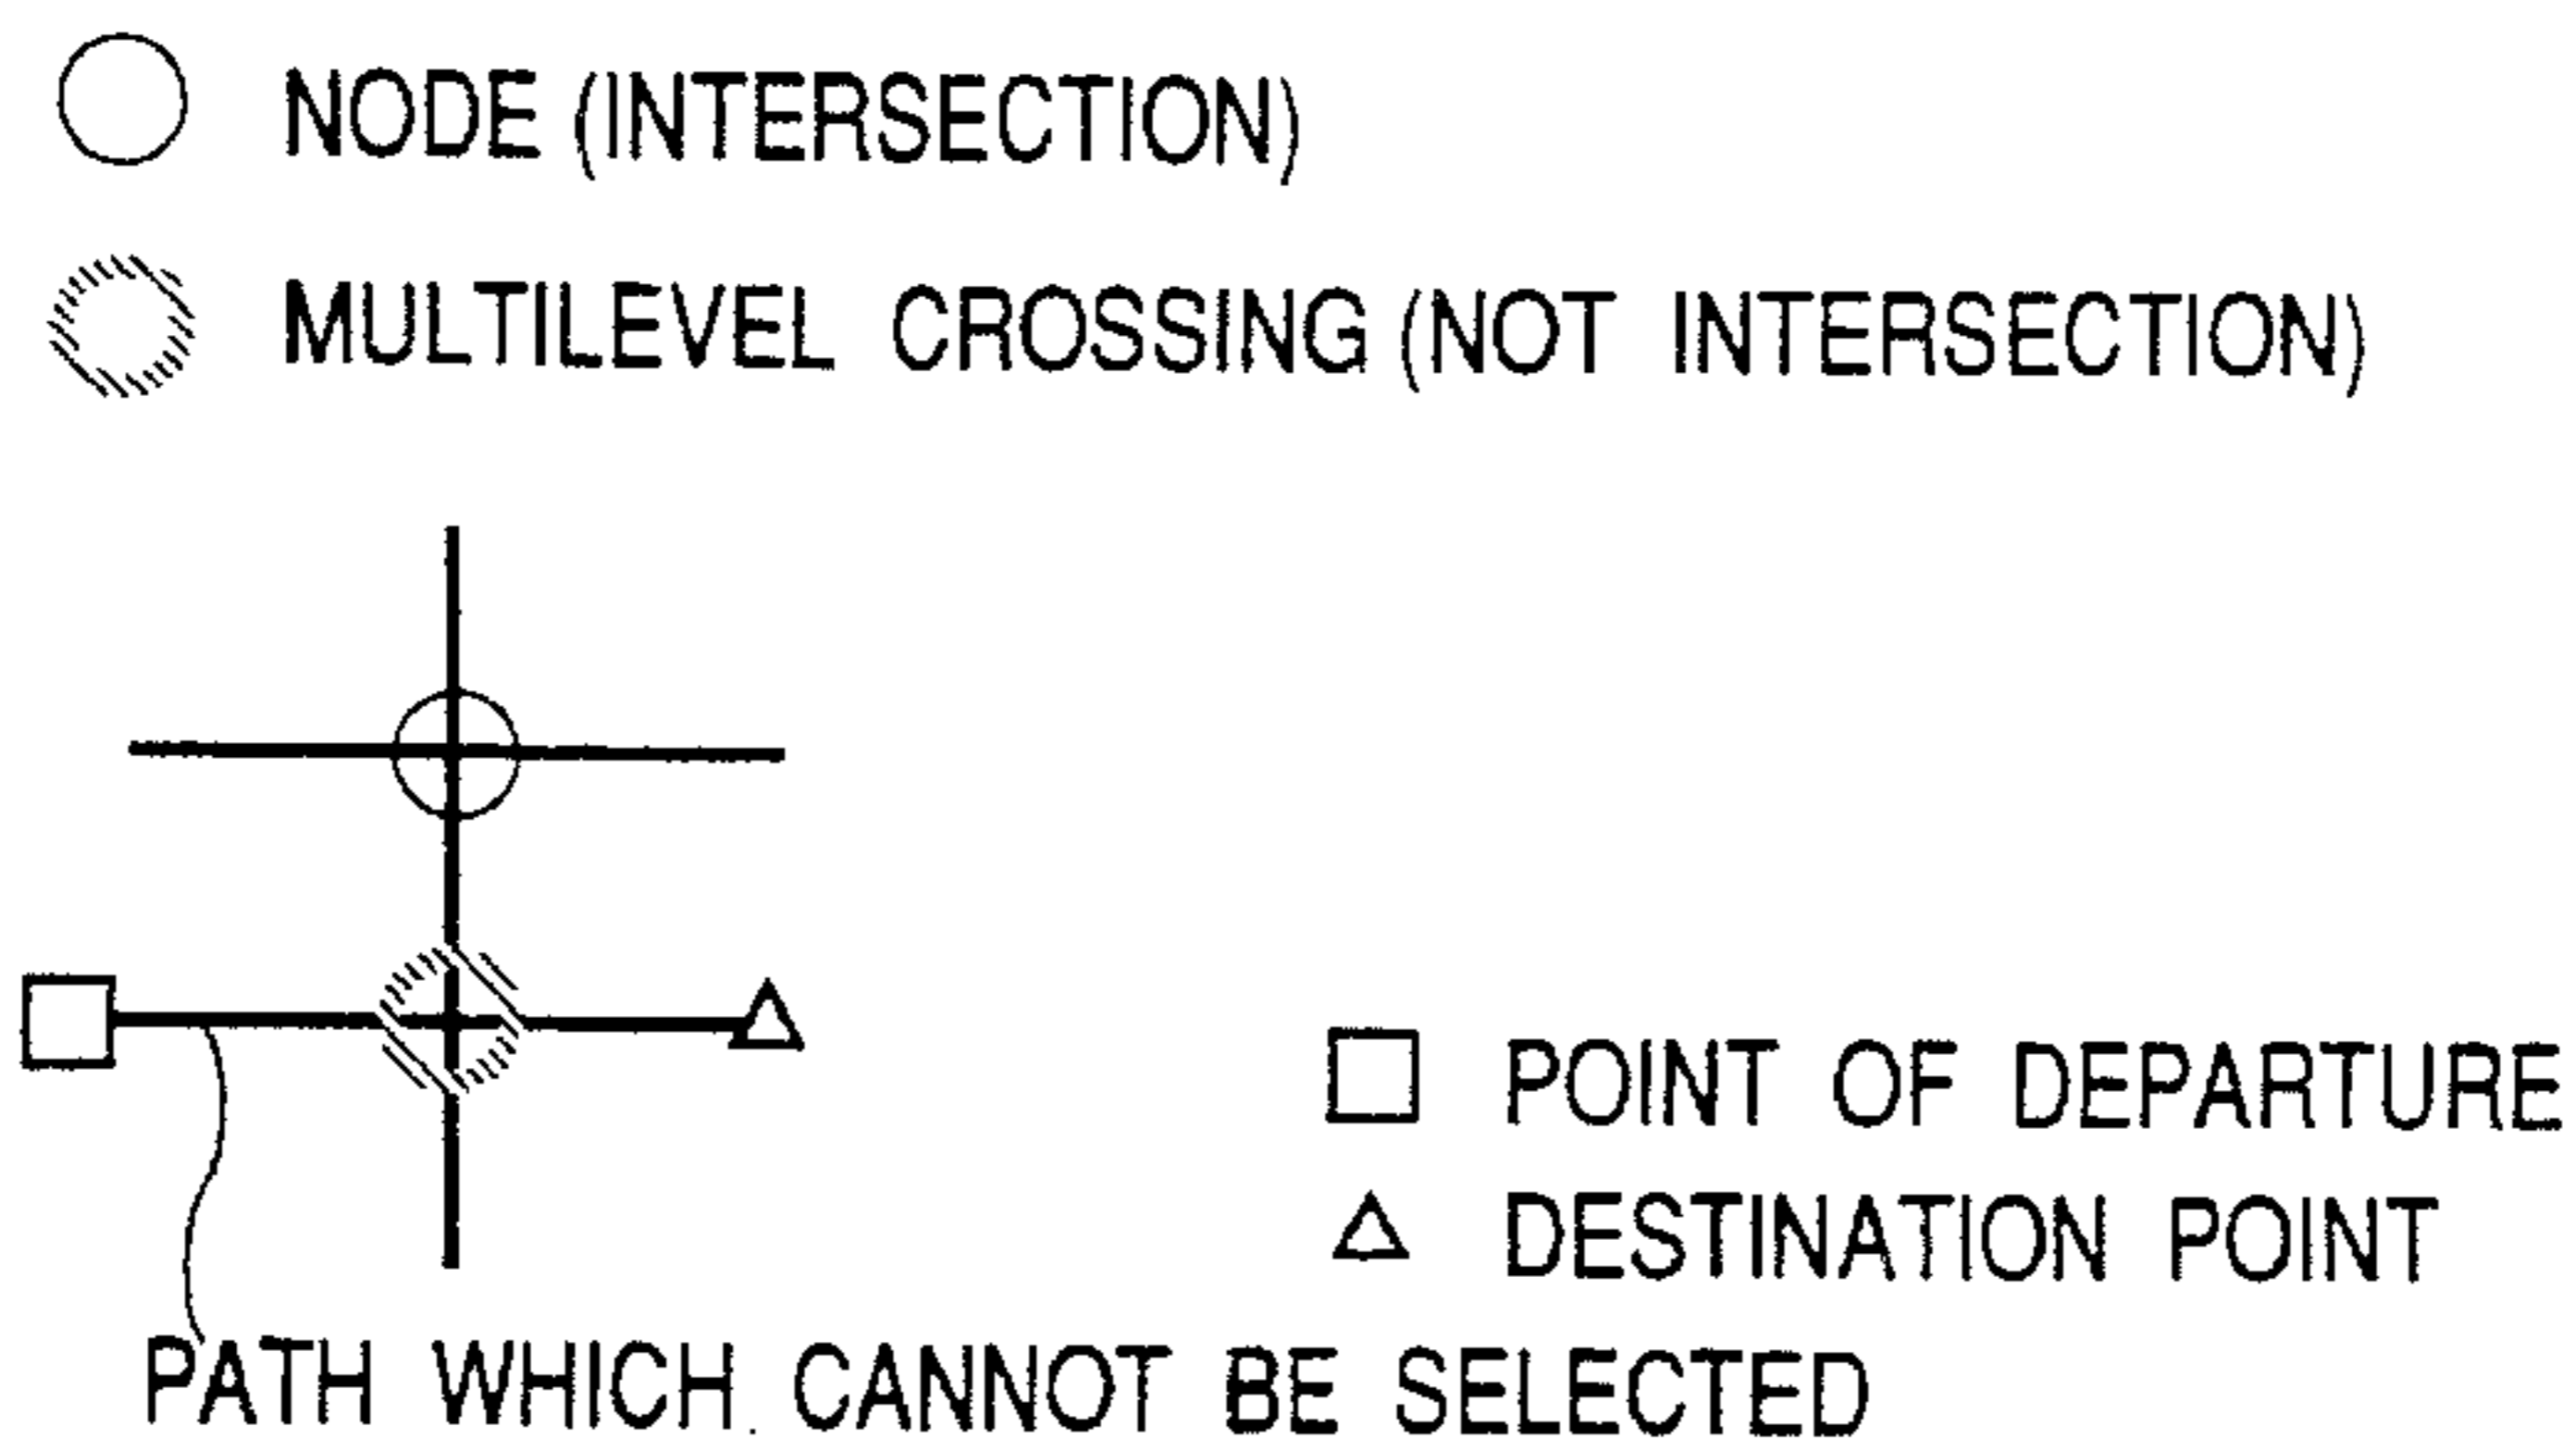 NODE (INTERSECTION)
MULTILEVEL CROSSING (NOT INTERSECTION)
POINT OF DEPARTURE
DESTINATION POINT
PATH WHICH CANNOT BE SELECTED